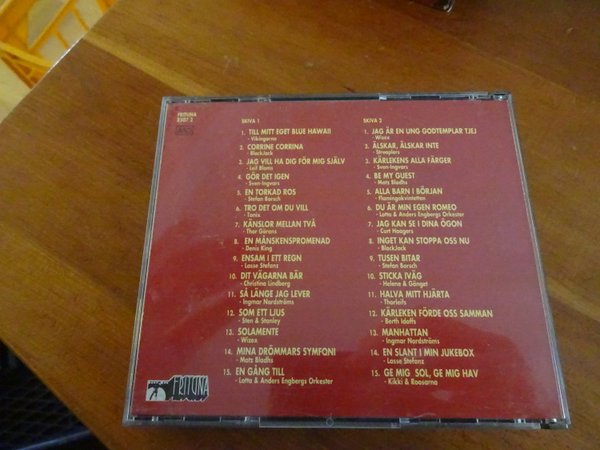 FRITUNA
SKIVA 1
1. TILL MITT EGET BLUE HAWAII
- Vikingarna
2. CORRINE CORRINA
- BlackJack
3. JAG VILL HA DIG FÖR MIG SJÄLV
- Leif Bloms
4. GÖR DET IGEN
- Sven-Ingvars
5. EN TORKAD ROS
- Stefan Borsch
6. TRO DET OM DU VILL
- Tonix
7. KÄNSLOR MELLAN TVÅ
- Thor Görans
8. EN MÅNSKENSPROMENAD
- Denis King
9. ENSAM I ETT REGN
- Lasse Stefanz
10. DIT VÄGARNA BÄR
- Christina Lindberg
11. SÅ LÄNGE JAG LEVER
- Ingmar Nordströms
12. SOM ETT LJUS
- Sten & Stanley
13. SOLAMENTE
- Wizex
14. MINA DRÖMMARS SYMFONI
- Matz Bladhs
15. EN GÅNG TILL
- Lotta & Anders Engbergs Orkester
SKIVA 2
1. JAG ÄR EN UNG GODTEMPLAR TJEJ
- Wizex
2. ÄLSKAR, ÄLSKAR INTE
- Streaplers
3. KÄRLEKENS ALLA FÄRGER
- Sven-Ingvars
4. BE MY GUEST
- Matz Bladhs
5. ALLA BARN I BÖRJAN
- Flamingokvintetten
6. DU ÄR MIN EGEN ROMEO
- Lotta & Anders Engbergs Orkester
7. JAG KAN SE I DINA ÖGON
- Curt Haagers
8. INGET KAN STOPPA OSS NU
- BlackJack
9. TUSEN BITAR
- Stefan Borsch
10. STICKA IVÄG
- Helene & Gänget
11. HALVA MITT HJÄRTA
- Thorleifs
12. KÄRLEKEN FÖRDE OSS SAMMAN
- Berth Idoffs
13. MANHATTAN
- Ingmar Nordströms
14. EN SLANT I MIN JUKEBOX
- Lasse Stefanz
15. GE MIG SOL, GE MIG HAV
- Kikki & Roosarna
FRITUNA